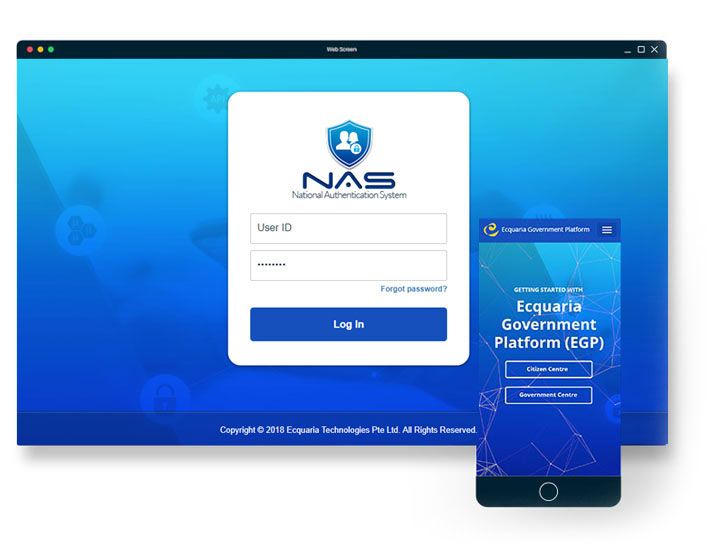 Web Screen
API
NAS
National Authentication System
User ID
••••••••
Forgot password?
Log In
Copyright © 2018 Ecquaria Technologies Pte Ltd. All Rights Reserved.
Ecquaria Government Platform
GETTING STARTED WITH
Ecquaria
Government
Platform (EGP)
Citizen Centre
Government Centre